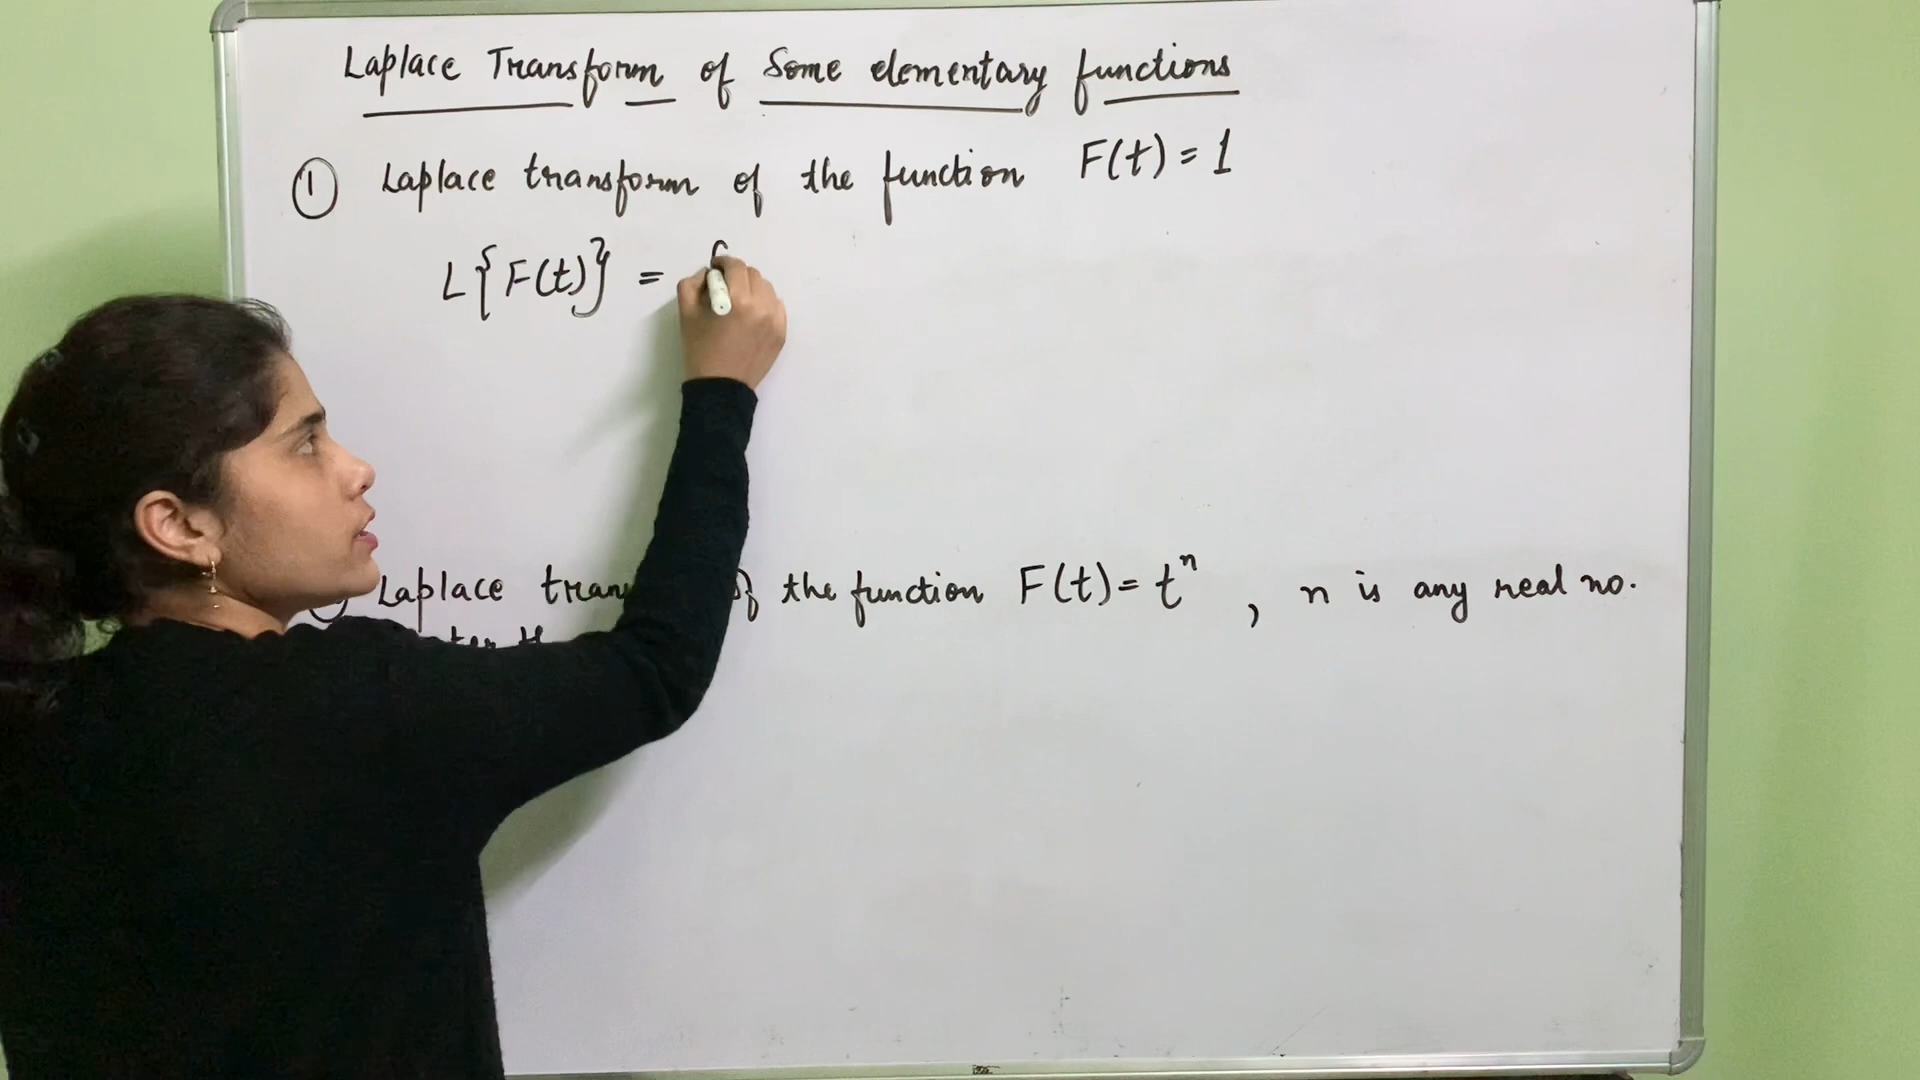 Laplace Transform of Some elementary functions
① Laplace transform of the function F(t) = 1
L{F(t)} =
Laplace of the function F(t) = tⁿ , n is any real no.